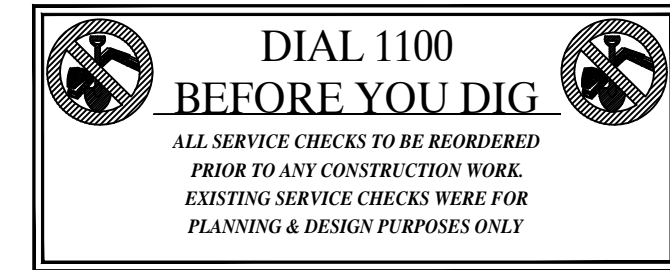 DIAL 1100
BEFORE YOU DIG
ALL SERVICE CHECKS TO BE REORDERED
PRIOR TO ANY CONSTRUCTION WORK.
EXISTING SERVICE CHECKS WERE FOR
PLANNING & DESIGN PURPOSES ONLY